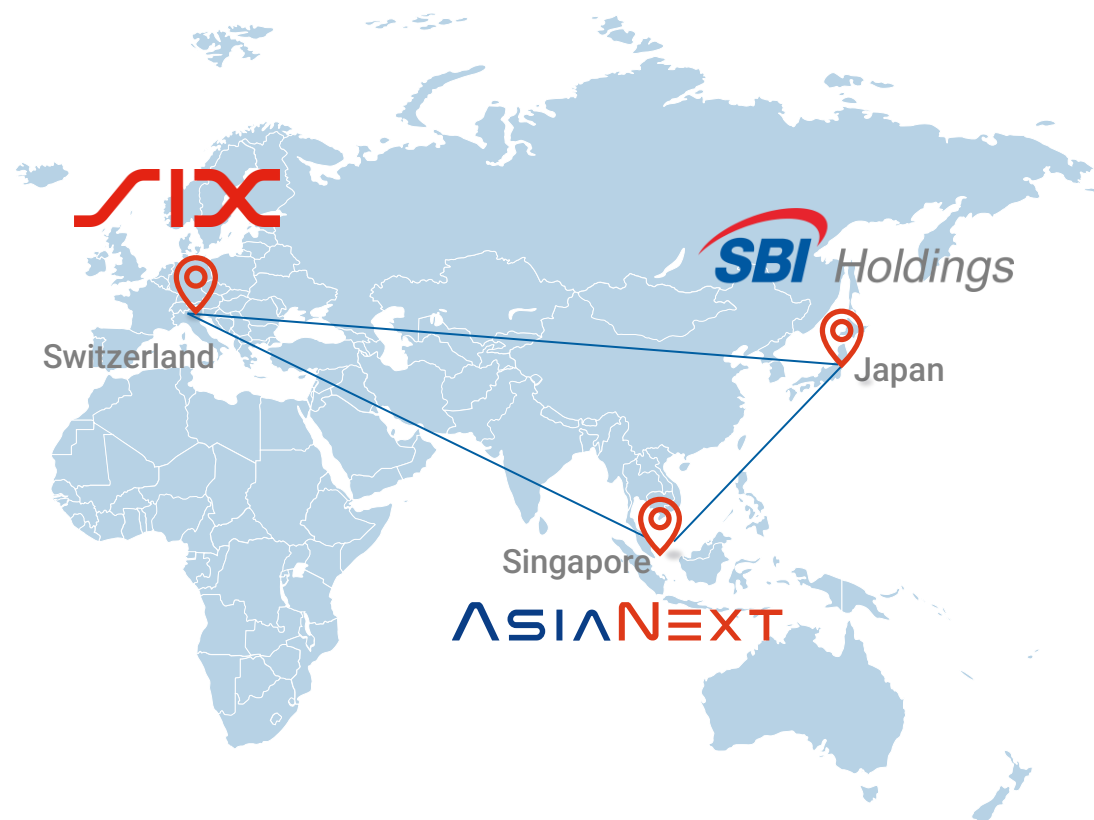 SIX
SBI Holdings
Switzerland
Japan
Singapore
ASIANEXT